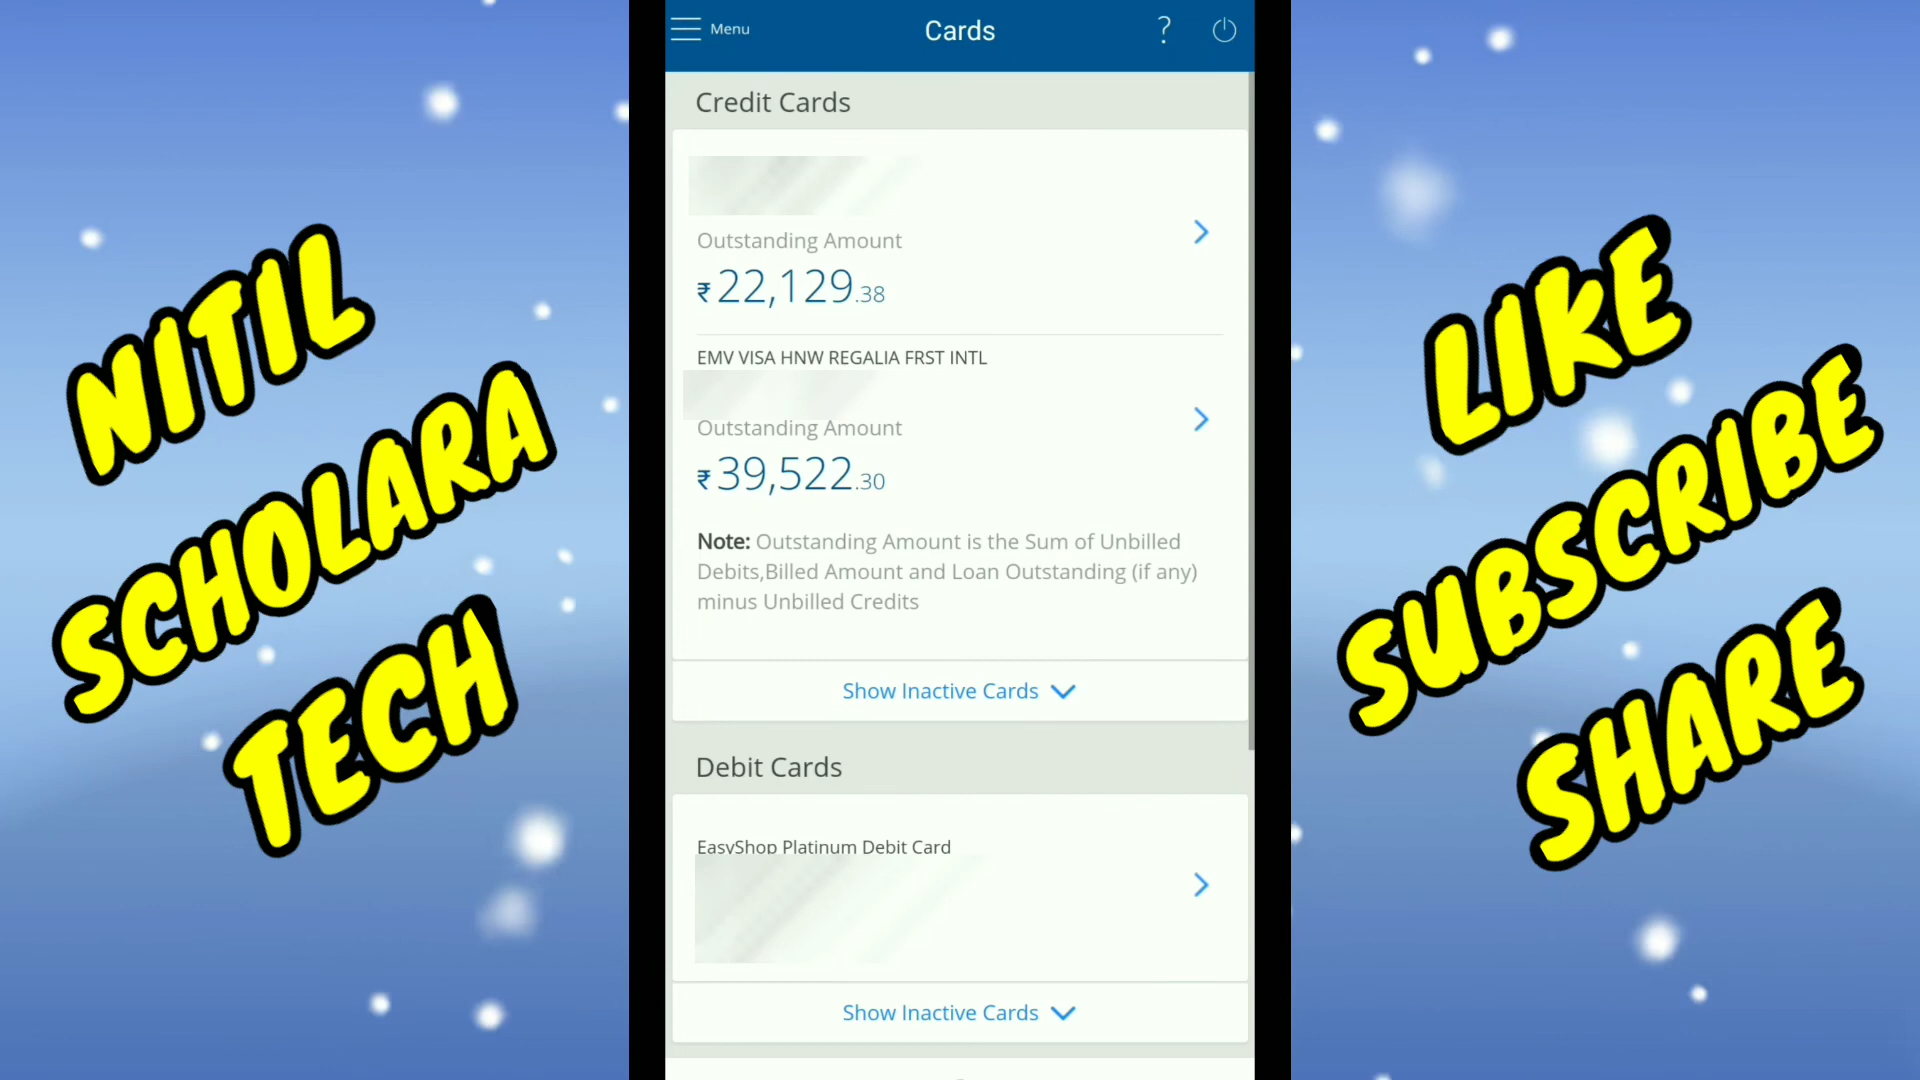 NITIL
SCHOLARA
TECH
Menu
Cards
?
Credit Cards
Outstanding Amount
₹22,129.38
EMV VISA HNW REGALIA FRST INTL
Outstanding Amount
₹39,522.30
Note: Outstanding Amount is the Sum of Unbilled
Debits,Billed Amount and Loan Outstanding (if any)
minus Unbilled Credits
Show Inactive Cards
Debit Cards
EasyShop Platinum Debit Card
Show Inactive Cards
LIKE
SUBSCRIBE
SHARE